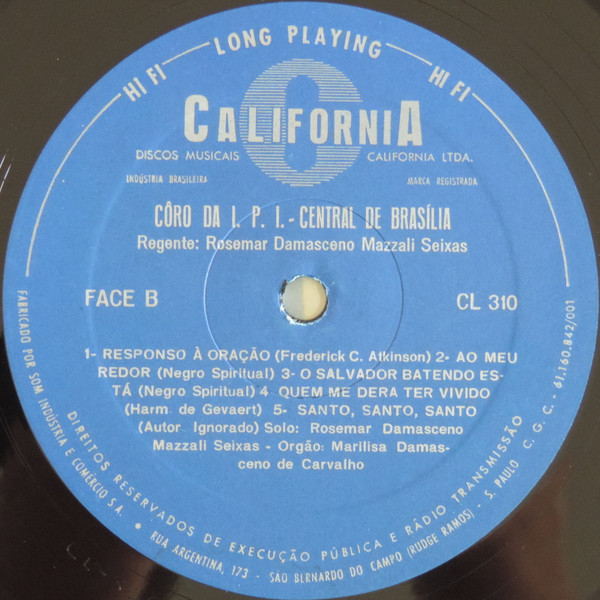 HI FI LONG PLAYING HI FI
CALIFORNIA
DISCOS MUSICAIS CALIFORNIA LTDA.
INDÚSTRIA BRASILEIRA MARCA REGISTRADA
CÔRO DA I. P. I. - CENTRAL DE BRASÍLIA
Regente: Rosemar Damasceno Mazzali Seixas
FACE B CL 310
1- RESPONSO À ORAÇÃO (Frederick C. Atkinson) 2- AO MEU
REDOR (Negro Spiritual) 3- O SALVADOR BATENDO ES-
TÁ (Negro Spiritual) 4 QUEM ME DERA TER VIVIDO
(Harm de Gevaert) 5- SANTO, SANTO, SANTO
(Autor Ignorado) Solo: Rosemar Damasceno
Mazzali Seixas - Orgão: Marilisa Damas-
ceno de Carvalho
DIREITOS RESERVADOS DE EXECUÇÃO PÚBLICA E RÁDIO TRANSMISSÃO
FABRICADO POR SOM INDÚSTRIA E COMÉRCIO S.A. • RUA ARGENTINA, 173 - SÃO BERNARDO DO CAMPO (RUDGE RAMOS) - S. PAULO C. G. C. - 61.160.842/001